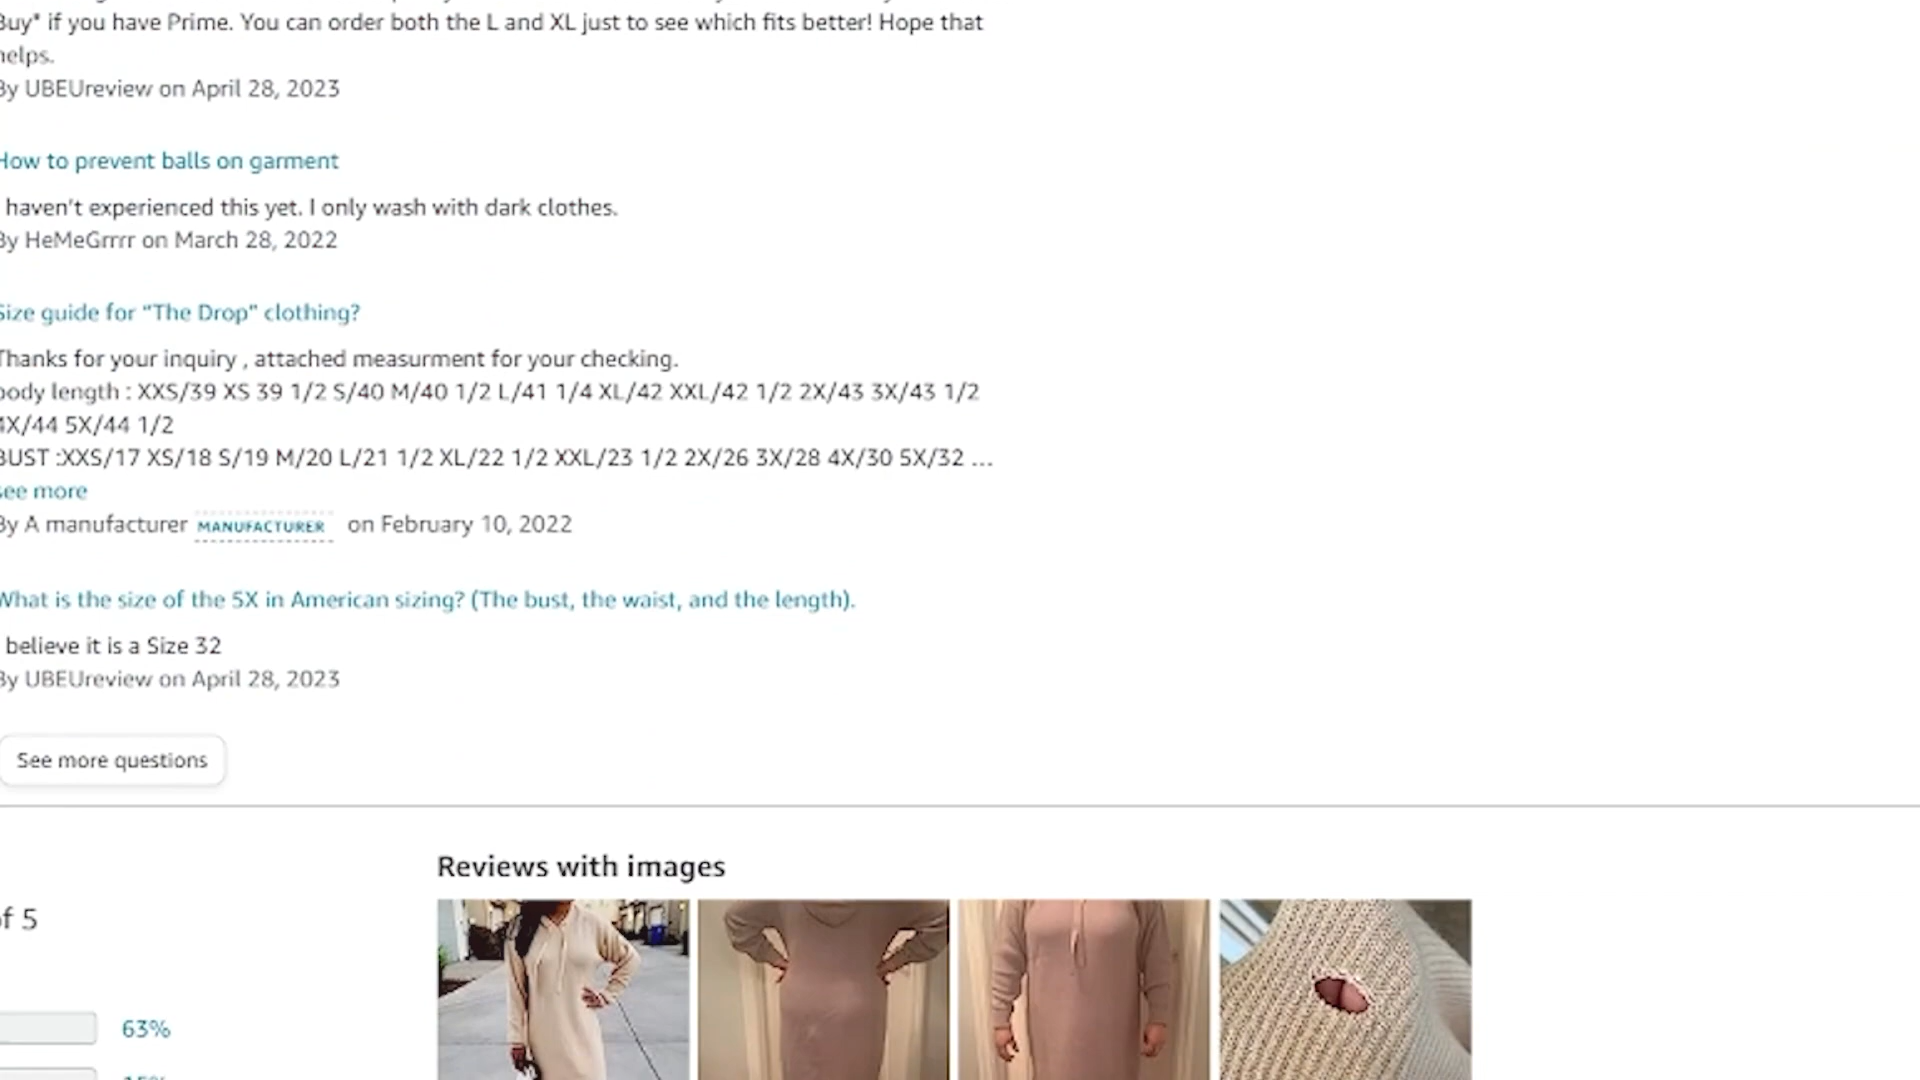 Buy* if you have Prime. You can order both the L and XL just to see which fits better! Hope that
helps.
By UBEUreview on April 28, 2023
How to prevent balls on garment
haven't experienced this yet. I only wash with dark clothes.
By HeMeGrrrr on March 28, 2022
Size guide for “The Drop” clothing?
Thanks for your inquiry , attached measurment for your checking.
body length : XXS/39 XS 39 1/2 S/40 M/40 1/2 L/41 1/4 XL/42 XXL/42 1/2 2X/43 3X/43 1/2
4X/44 5X/44 1/2
BUST :XXS/17 XS/18 S/19 M/20 L/21 1/2 XL/22 1/2 XXL/23 1/2 2X/26 3X/28 4X/30 5X/32 ...
see more
By A manufacturer MANUFACTURER on February 10, 2022
What is the size of the 5X in American sizing? (The bust, the waist, and the length).
believe it is a Size 32
By UBEUreview on April 28, 2023
See more questions
Reviews with images
of 5
63%